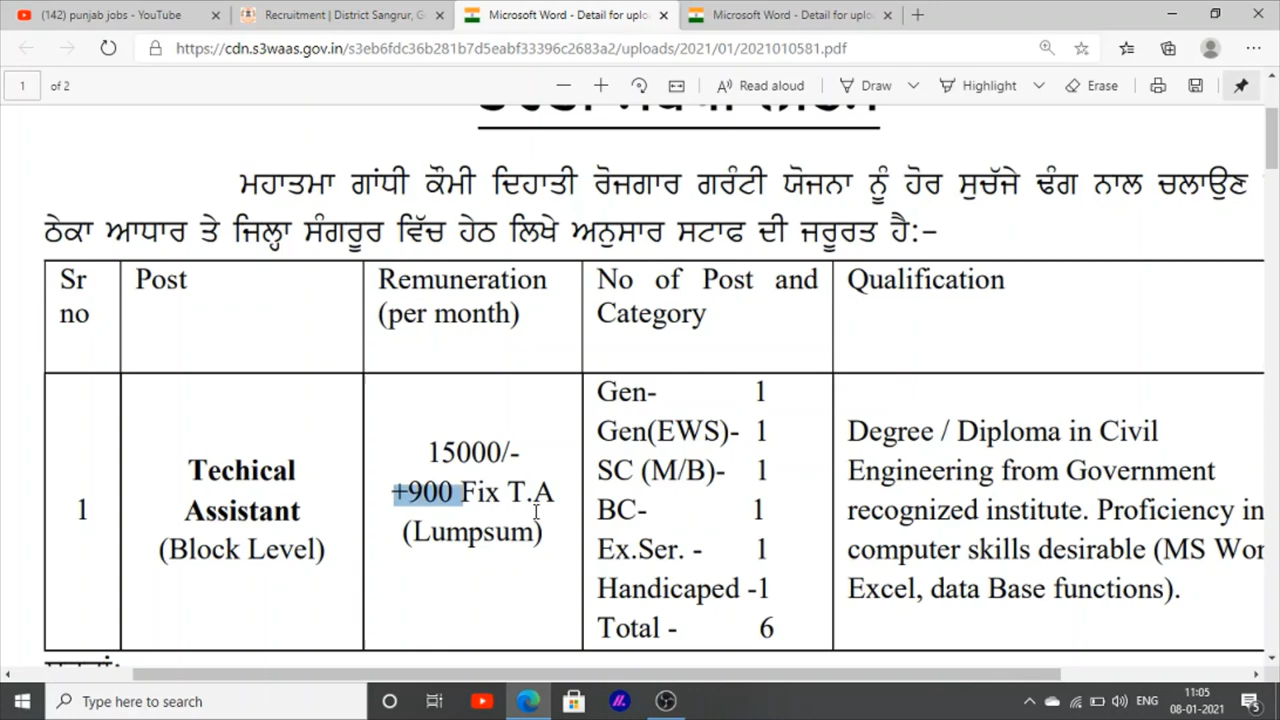 (142) punjab jobs - YouTube
Recruitment | District Sangrur, G
Microsoft Word - Detail for uplo
Microsoft Word - Detail for uplo
https://cdn.s3waas.gov.in/s3eb6fdc36b281b7d5eabf33396c2683a2/uploads/2021/01/2021010581.pdf
1 of 2
Read aloud
Draw
Highlight
Erase
ਮਹਾਤਮਾ ਗਾਂਧੀ ਕੌਮੀ ਦਿਹਾਤੀ ਰੋਜਗਾਰ ਗਰੰਟੀ ਯੋਜਨਾ ਨੂੰ ਹੋਰ ਸੁਚੱਜੇ ਢੰਗ ਨਾਲ ਚਲਾਉਣ
ਠੇਕਾ ਆਧਾਰ ਤੇ ਜਿਲ੍ਹਾ ਸੰਗਰੂਰ ਵਿੱਚ ਹੇਠ ਲਿਖੇ ਅਨੁਸਾਰ ਸਟਾਫ ਦੀ ਜਰੂਰਤ ਹੈ:-
Sr
no
Post
Remuneration
(per month)
No of Post and
Category
Qualification
1
Techical
Assistant
(Block Level)
15000/-
+900 Fix T.A
(Lumpsum)
Gen- 1
Gen(EWS)- 1
SC (M/B)- 1
BC- 1
Ex.Ser. - 1
Handicaped -1
Total - 6
Degree / Diploma in Civil
Engineering from Government
recognized institute. Proficiency in
computer skills desirable (MS Wor
Excel, data Base functions).
Type here to search
ENG
11:05
08-01-2021
5